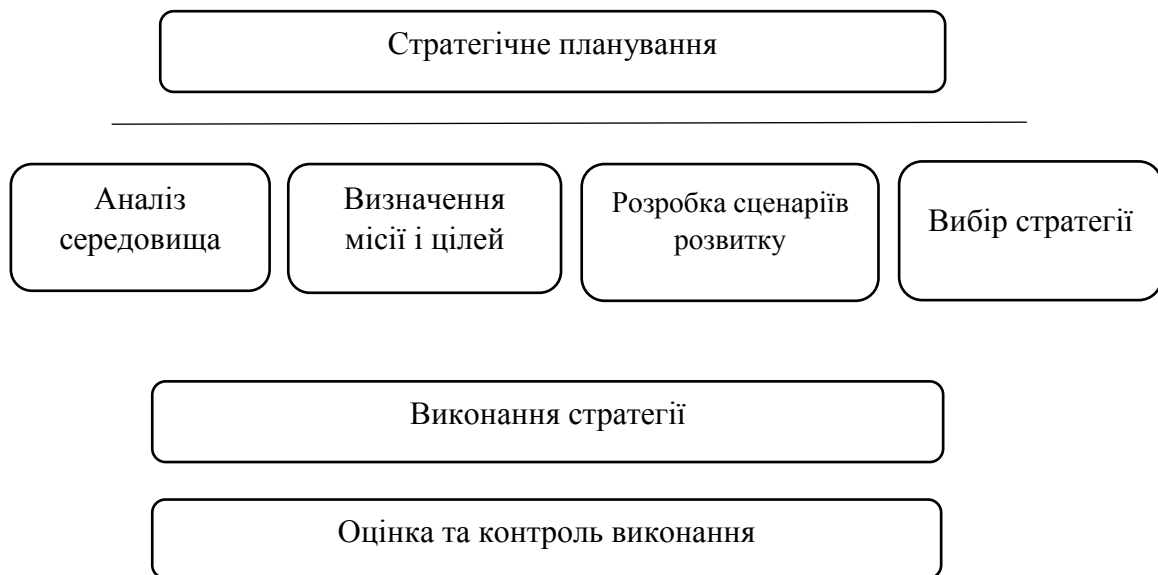 Стратегічне планування
Аналіз
середовища
Визначення
місії і цілей
Розробка сценаріїв
розвитку
Вибір стратегії
Виконання стратегії
Оцінка та контроль виконання